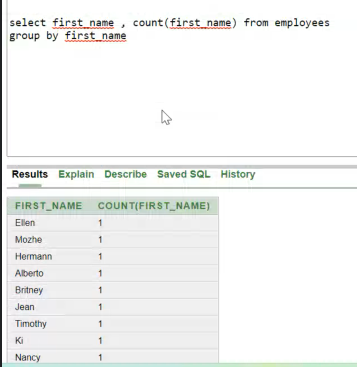 select first_name , count(first_name) from employees
group by first_name
Results Explain Describe Saved SQL History
FIRST_NAME COUNT(FIRST_NAME)
Ellen 1
Mozhe 1
Hermann 1
Alberto 1
Britney 1
Jean 1
Timothy 1
Ki 1
Nancy 1